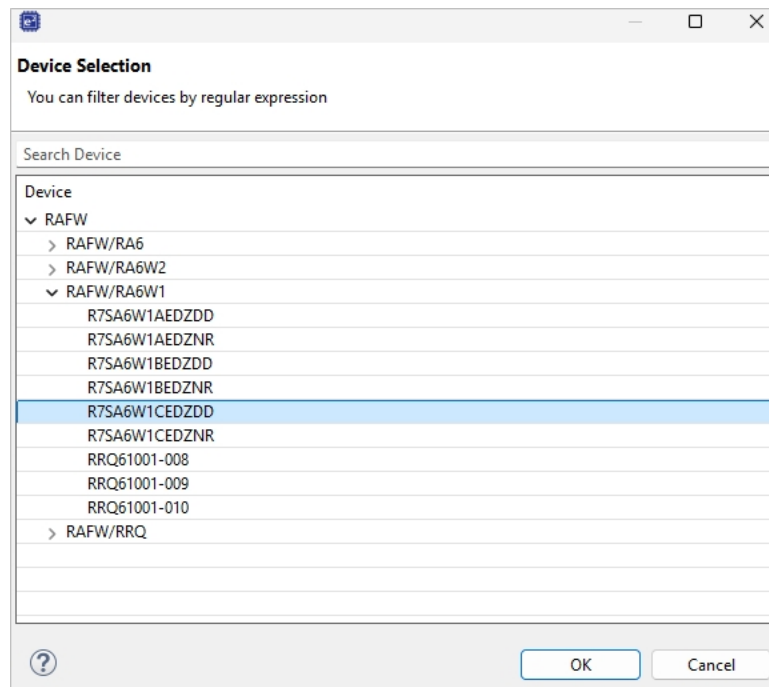 Device Selection
You can filter devices by regular expression
Search Device
Device
RAFW
RAFW/RA6
RAFW/RA6W2
RAFW/RA6W1
R7SA6W1AEDZDD
R7SA6W1AEDZNR
R7SA6W1BEDZDD
R7SA6W1BEDZNR
R7SA6W1CEDZDD
R7SA6W1CEDZNR
RRQ61001-008
RRQ61001-009
RRQ61001-010
RAFW/RRQ
?
OK Cancel